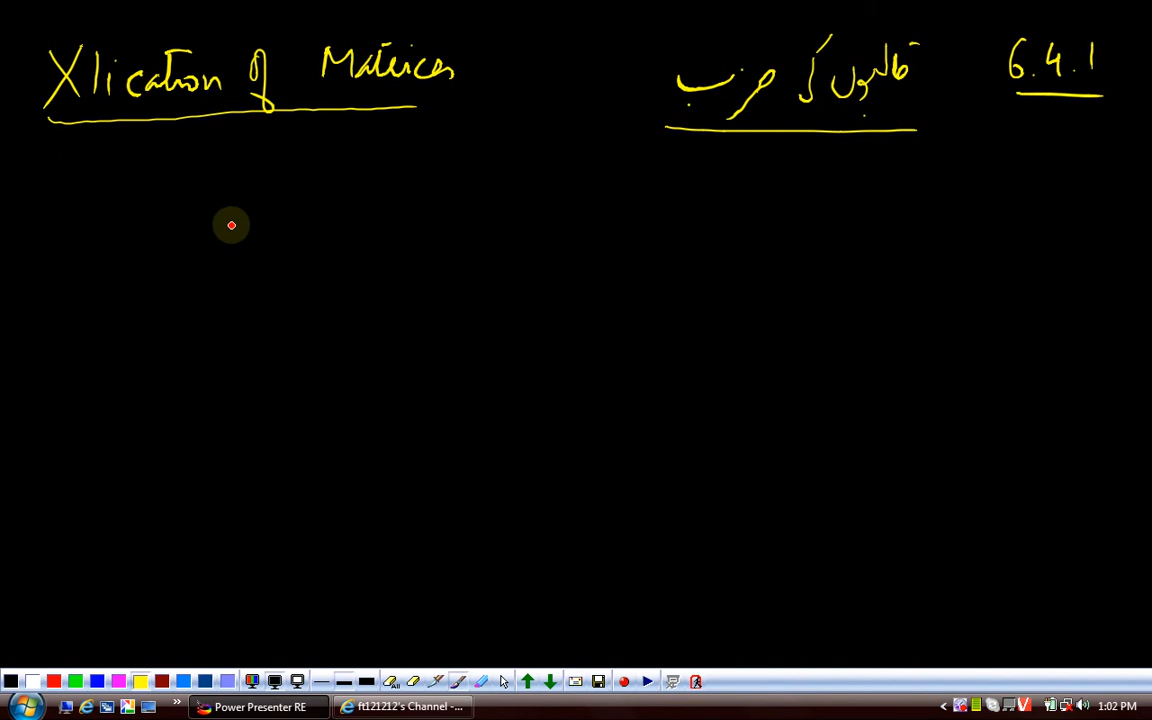 Xlication of Matrices
قالبوں کی ضرب
6.4.1
Power Presenter RE
ft121212's Channel -...
1:02 PM